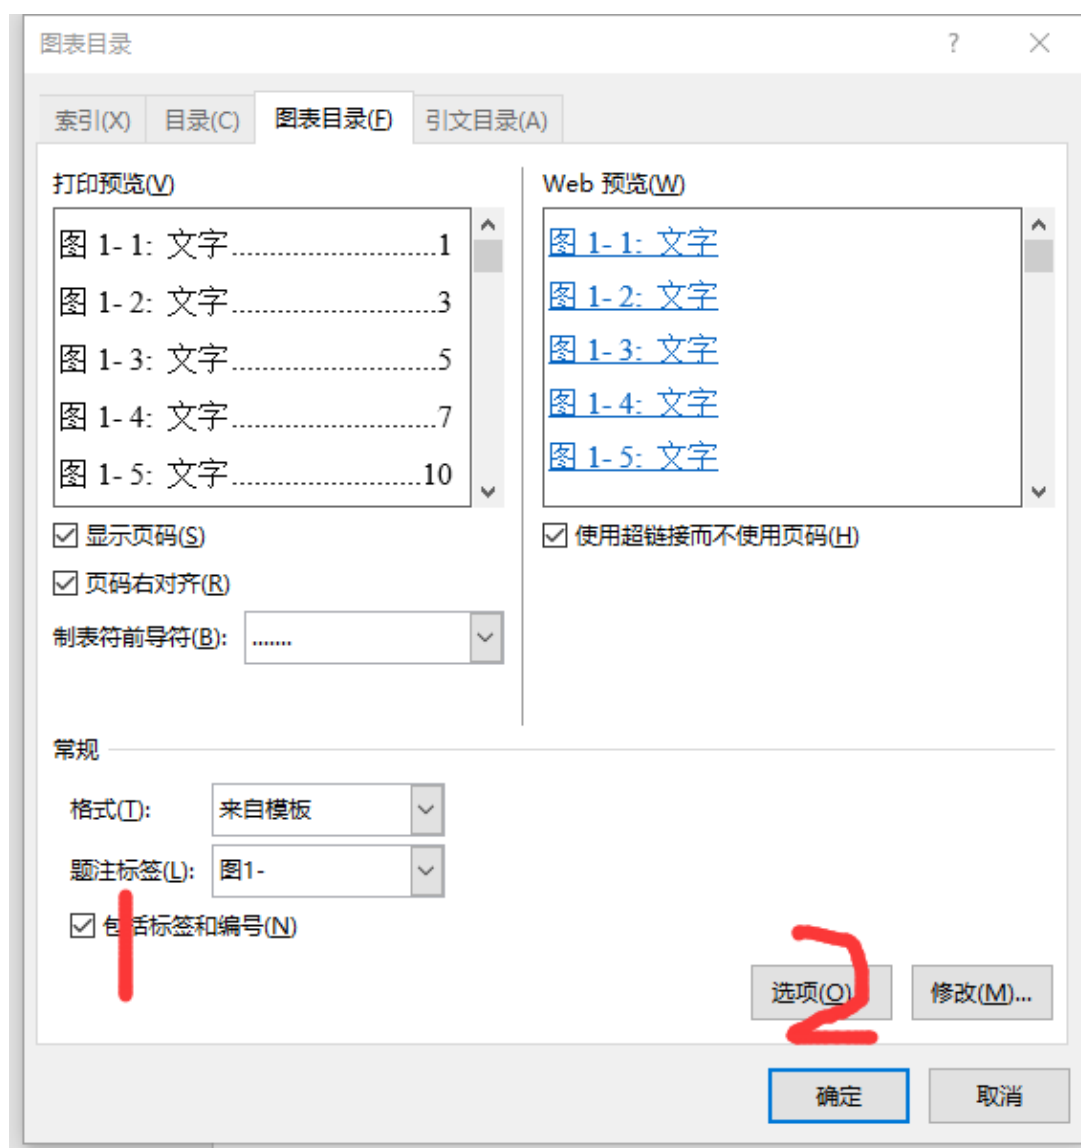 图表目录
索引(X) 目录(C) 图表目录(F) 引文目录(A)
打印预览(V)
图 1- 1: 文字..........................1
图 1- 2: 文字..........................3
图 1- 3: 文字..........................5
图 1- 4: 文字..........................7
图 1- 5: 文字........................10
Web 预览(W)
图 1- 1: 文字
图 1- 2: 文字
图 1- 3: 文字
图 1- 4: 文字
图 1- 5: 文字
显示页码(S)
页码右对齐(R)
制表符前导符(B): .......
使用超链接而不使用页码(H)
常规
格式(T): 来自模板
题注标签(L): 图1-
包括标签和编号(N)
1
2
选项(O) 修改(M)...
确定 取消